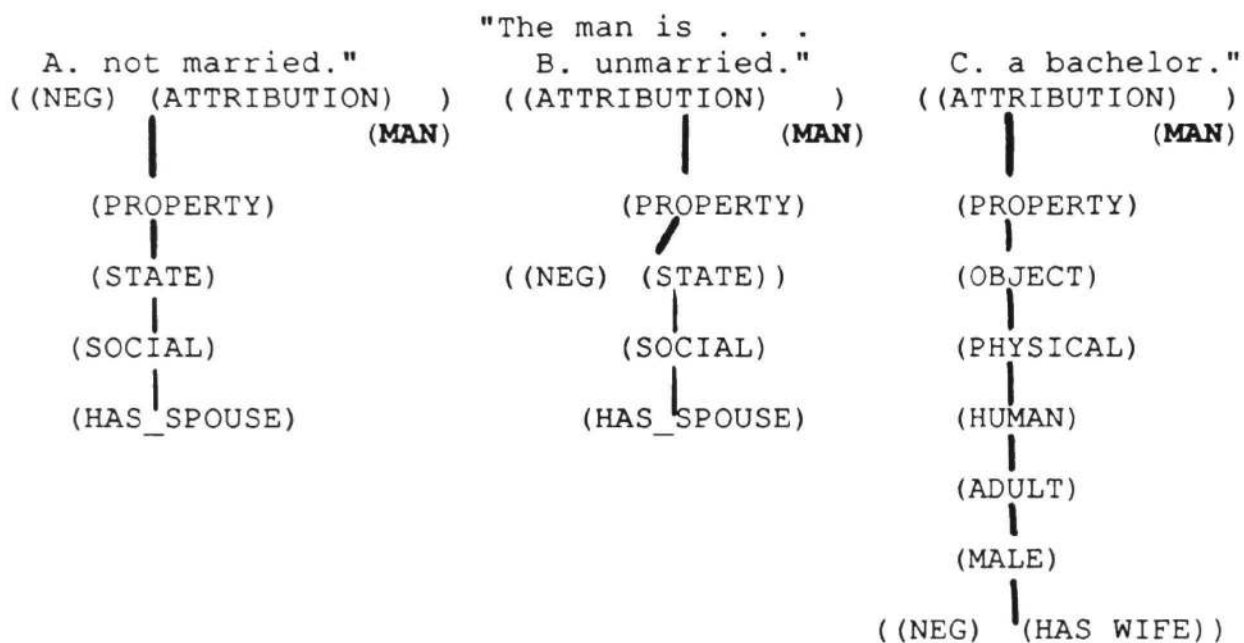 "The man is . . .
A. not married." B. unmarried." C. a bachelor."
((NEG) (ATTRIBUTION) ) ((ATTRIBUTION) ) ((ATTRIBUTION) )
(MAN) (MAN) (MAN)
(PROPERTY) (PROPERTY) (PROPERTY)
(STATE) ((NEG) (STATE)) (OBJECT)
(SOCIAL) (SOCIAL) (PHYSICAL)
(HAS_SPOUSE) (HAS_SPOUSE) (HUMAN)
(ADULT)
(MALE)
((NEG) (HAS WIFE))